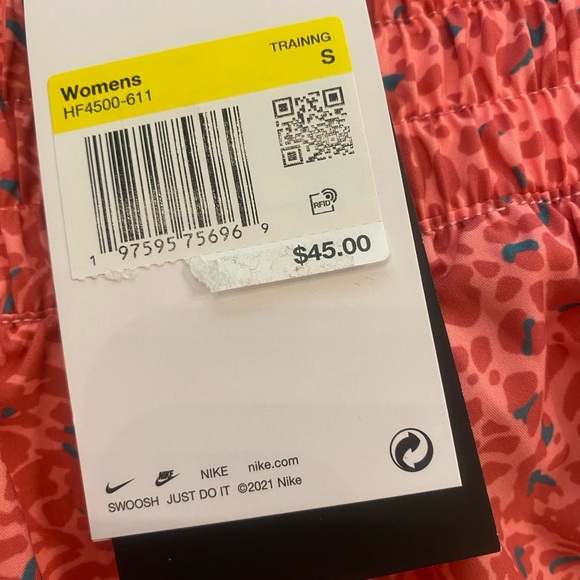 TRAINNG
Womens
S
HF4500-611
RFID
1 97595 75696 9
$45.00
NIKE nike.com
SWOOSH JUST DO IT ©2021 Nike